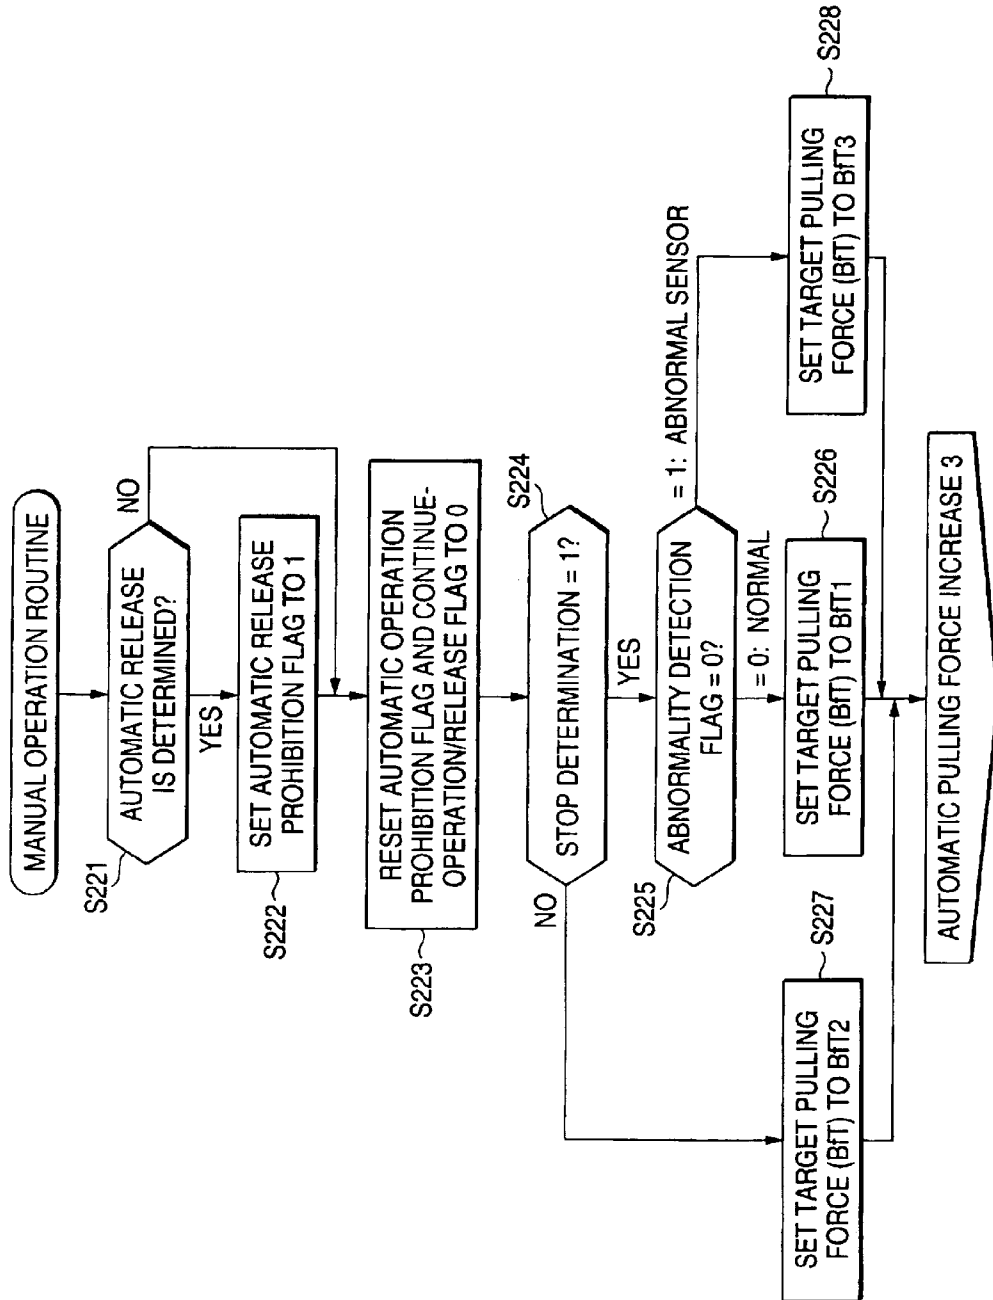 MANUAL OPERATION ROUTINE
S221
AUTOMATIC RELEASE
IS DETERMINED?
NO
YES
S222
SET AUTOMATIC RELEASE
PROHIBITION FLAG TO 1
S223
RESET AUTOMATIC OPERATION
PROHIBITION FLAG AND CONTINUE-
OPERATION/RELEASE FLAG TO 0
S224
STOP DETERMINATION = 1?
NO
YES
S225
ABNORMALITY DETECTION
FLAG = 0?
= 1: ABNORMAL SENSOR
= 0: NORMAL
S227
SET TARGET PULLING
FORCE (BfT) TO BfT2
S226
SET TARGET PULLING
FORCE (BfT) TO BfT1
S228
SET TARGET PULLING
FORCE (BfT) TO BfT3
AUTOMATIC PULLING FORCE INCREASE 3